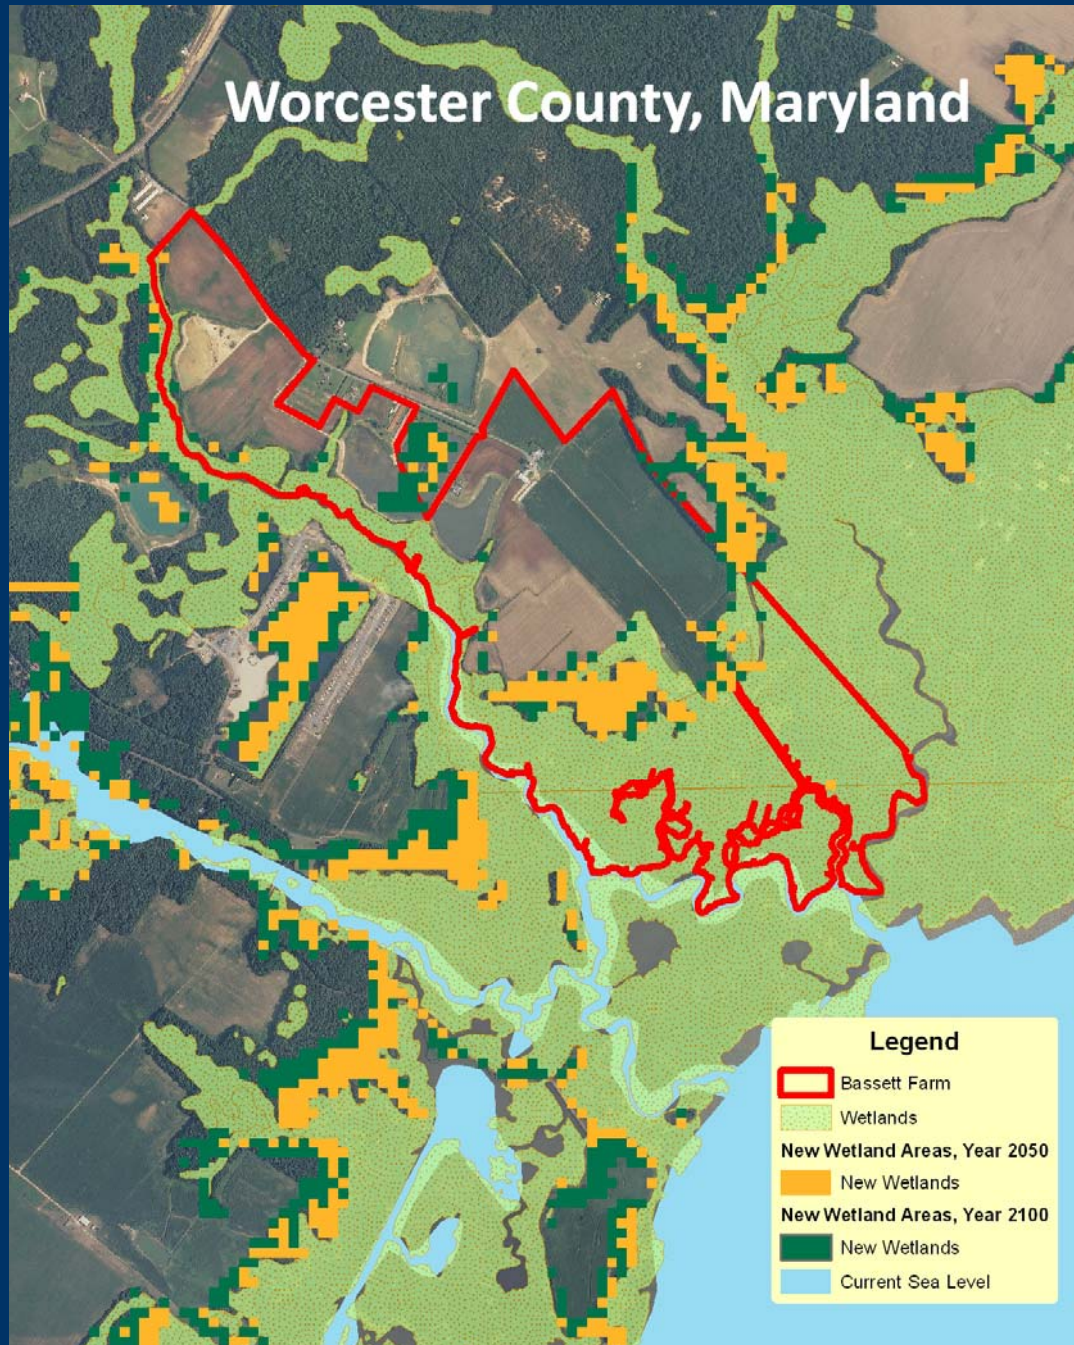 Worcester County, Maryland
Legend
Bassett Farm
Wetlands
New Wetland Areas, Year 2050
New Wetlands
New Wetland Areas, Year 2100
New Wetlands
Current Sea Level